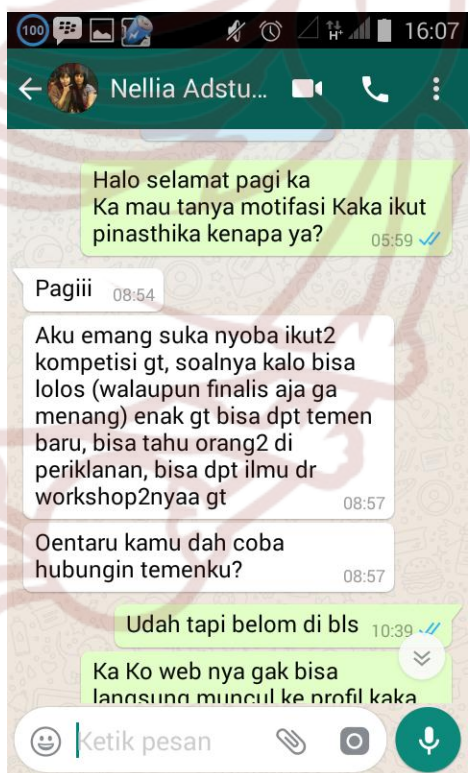 100
H+
16:07
Nellia Adstu...
Halo selamat pagi ka
Ka mau tanya motifasi Kaka ikut
pinasthika kenapa ya?
05:59
Pagiii 08:54
Aku emang suka nyoba ikut2
kompetisi gt, soalnya kalo bisa
lolos (walaupun finalis aja ga
menang) enak gt bisa dpt temen
baru, bisa tahu orang2 di
periklanan, bisa dpt ilmu dr
workshop2nyaa gt
08:57
Oentaru kamu dah coba
hubungin temenku?
08:57
Udah tapi belom di bls 10:39
Ka Ko web nya gak bisa
langsung muncul ke profil kaka
Ketik pesan